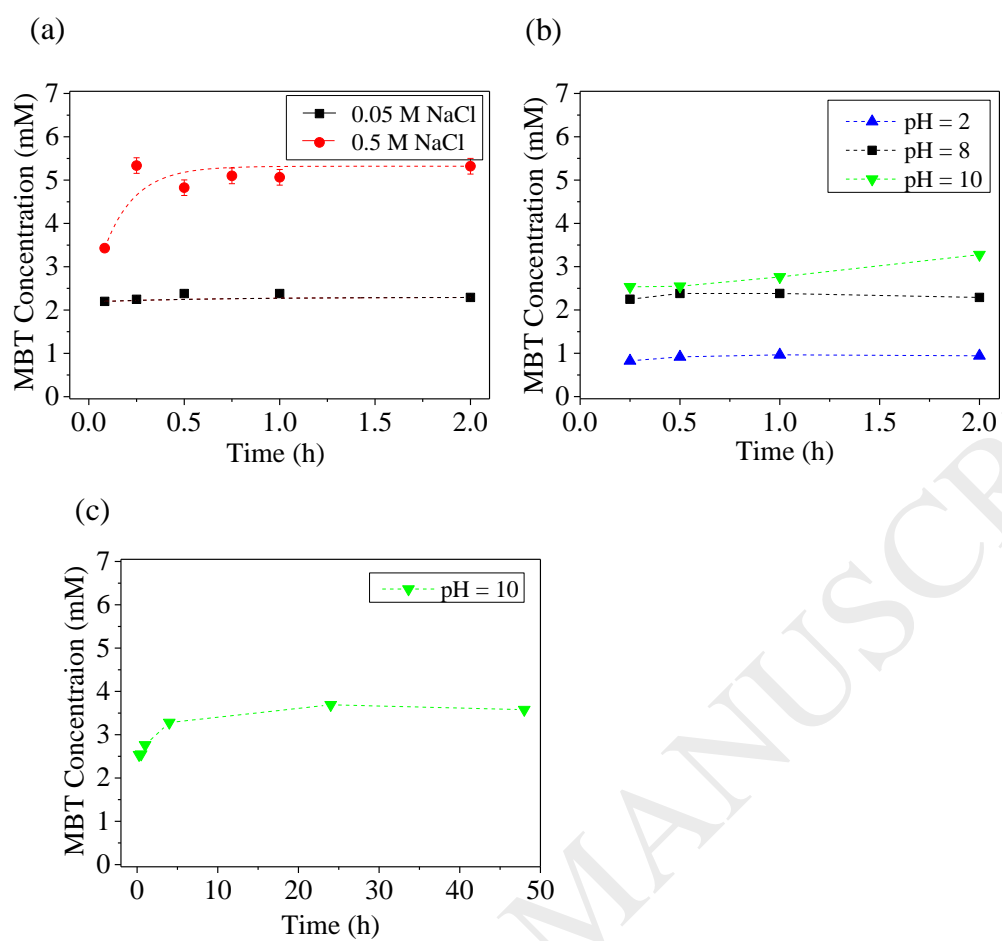 (a)
(b)
MBT Concentration (mM)
7
6
5
4
3
2
1
0
0.05 M NaCl
0.5 M NaCl
0.0 0.5 1.0 1.5 2.0
Time (h)
MBT Concentration (mM)
7
6
5
4
3
2
1
0
pH = 2
pH = 8
pH = 10
0.0 0.5 1.0 1.5 2.0
Time (h)
(c)
MBT Concentraion (mM)
7
6
5
4
3
2
1
0
pH = 10
0 10 20 30 40 50
Time (h)
MANUSCR